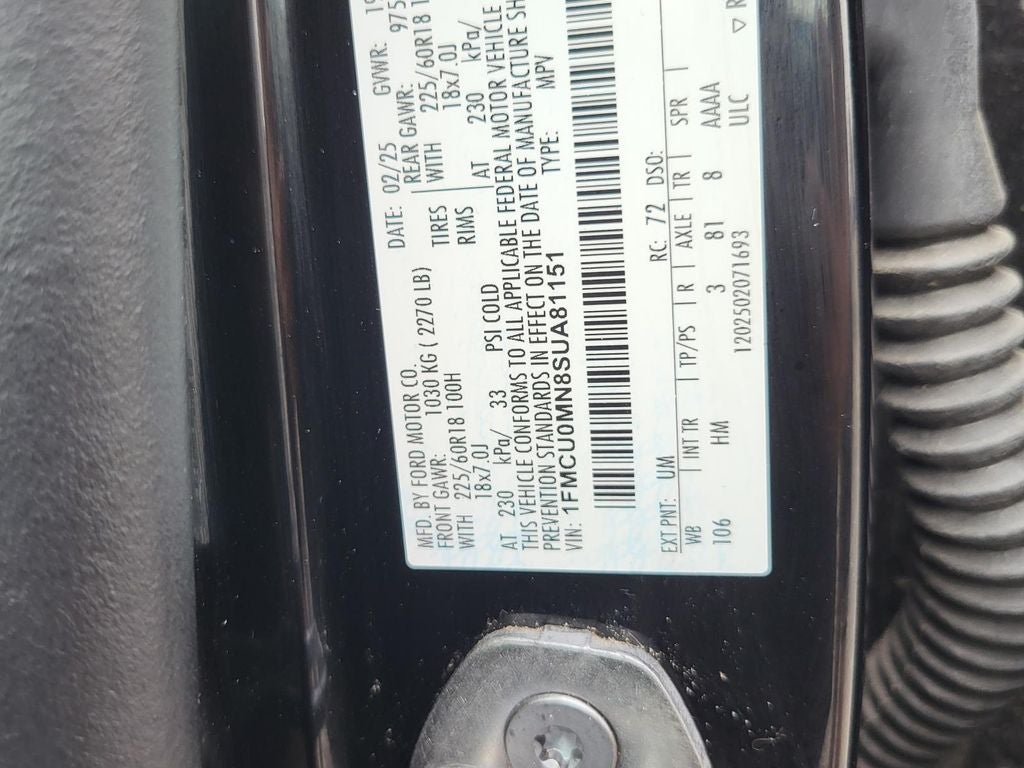 MFD. BY FORD MOTOR CO.
DATE: 02/25 GVWR:
FRONT GAWR: 1030 KG ( 2270 LB) REAR GAWR: 975
WITH 225/60R18 100H TIRES WITH 225/60R18
18x7.0J RIMS 18x7.0J
AT 230 kPa/ 33 PSI COLD AT 230 kPa/
THIS VEHICLE CONFORMS TO ALL APPLICABLE FEDERAL MOTOR VEHICLE
PREVENTION STANDARDS IN EFFECT ON THE DATE OF MANUFACTURE
VIN: 1FMCU0MN8SUA81151 TYPE: MPV
EXT PNT: UM RC: 72 DSO:
WB INT TR TP/PS R AXLE TR SPR
106 HM 3 81 8 AAAA
1202502071693 ULC